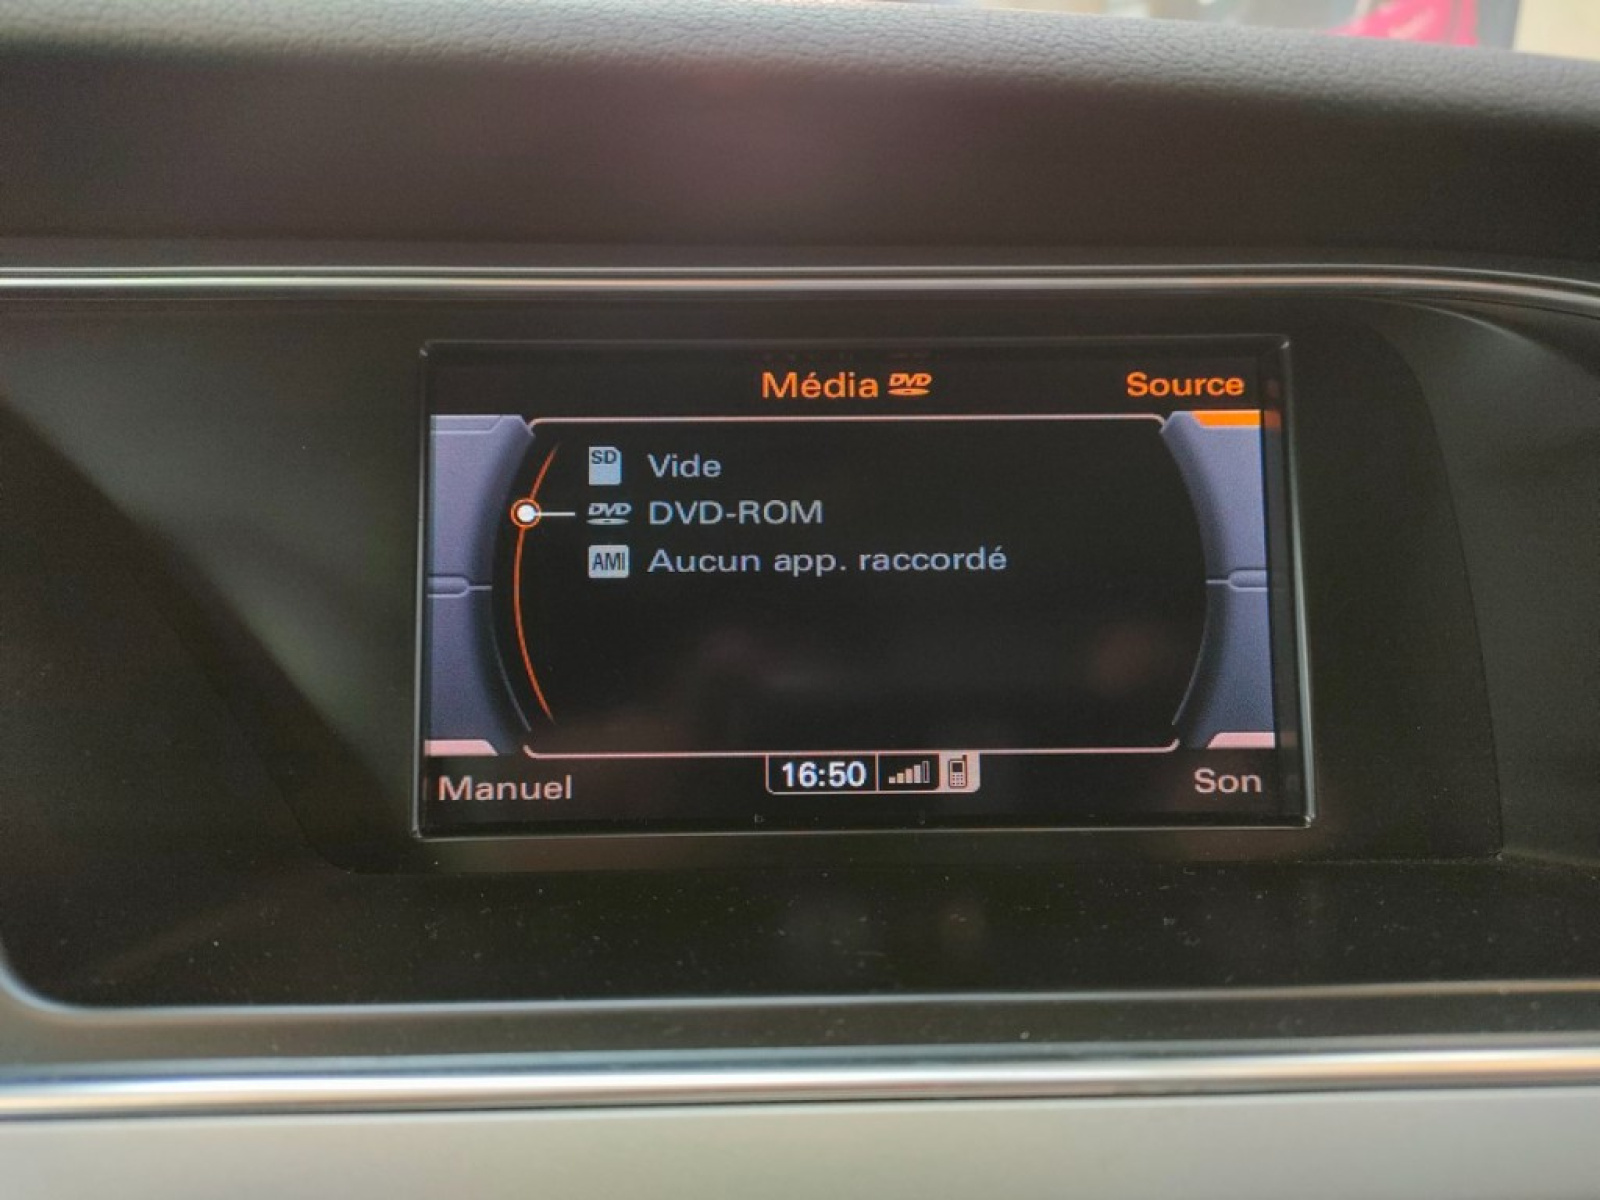 Média DVD Source
SD Vide
DVD DVD-ROM
AMI Aucun app. raccordé
Manuel 16:50 Son